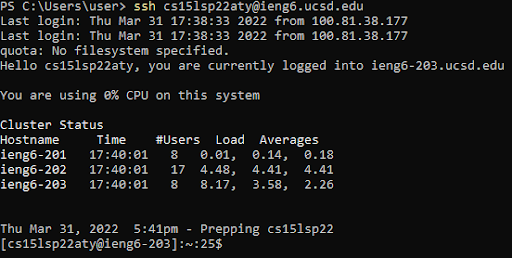 PS C:\Users\user> ssh cs15lsp22aty@ieng6.ucsd.edu
Last login: Thu Mar 31 17:38:33 2022 from 100.81.38.177
Last login: Thu Mar 31 17:38:33 2022 from 100.81.38.177
quota: No filesystem specified.
Hello cs15lsp22aty, you are currently logged into ieng6-203.ucsd.edu
You are using 0% CPU on this system
Cluster Status
Hostname     Time    #Users  Load  Averages
ieng6-201   17:40:01   8   0.01,  0.14,  0.18
ieng6-202   17:40:01   17  4.48,  4.41,  4.41
ieng6-203   17:40:01   8   8.17,  3.58,  2.26
Thu Mar 31, 2022  5:41pm - Prepping cs15lsp22
[cs15lsp22aty@ieng6-203]:~:25$